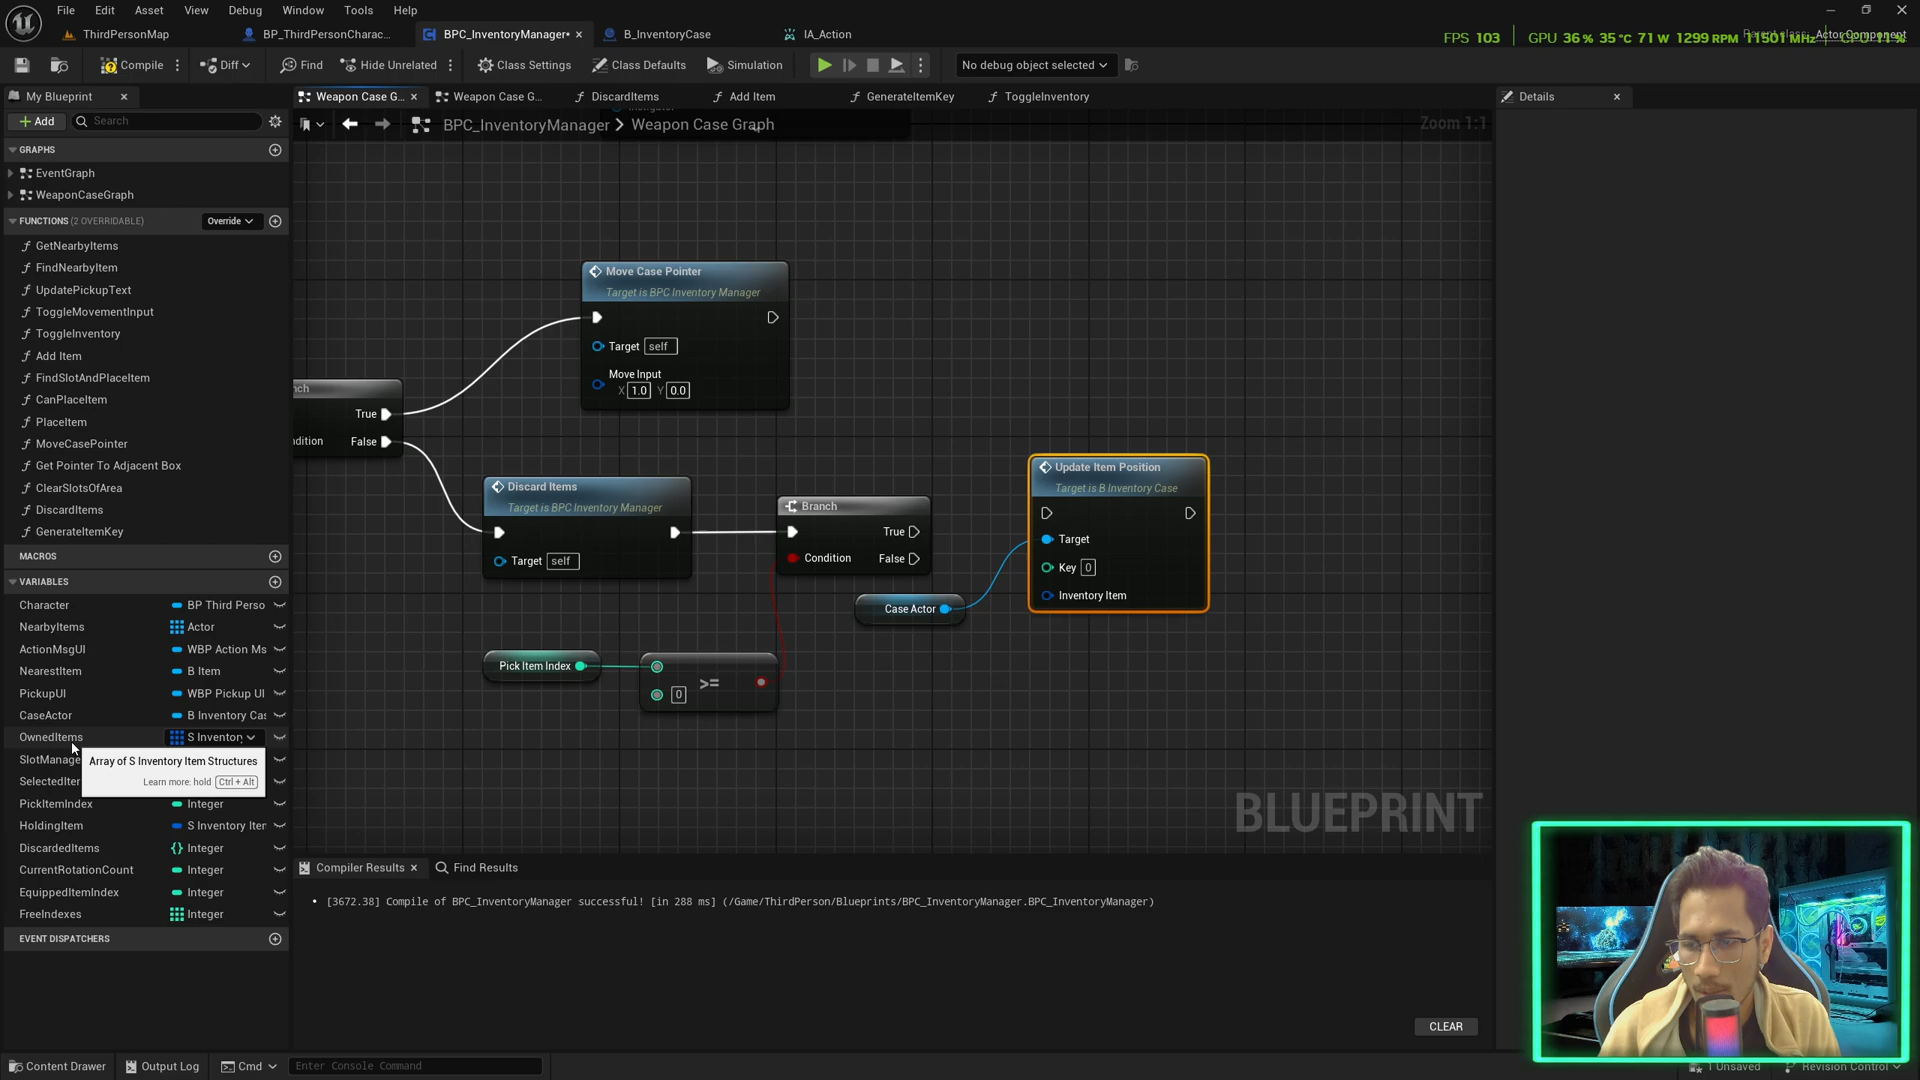 File Edit Asset View Debug Window Tools Help
ThirdPersonMap BP_ThirdPersonCharac... BPC_InventoryManager• B_InventoryCase IA_Action
FPS 103 GPU 36 % 35 °C 71 W 1299 RPM 11501 MHz Actor Component
Compile Diff Find Hide Unrelated Class Settings Class Defaults Simulation No debug object selected
My Blueprint
Weapon Case G... Weapon Case G... DiscardItems Add Item GenerateItemKey ToggleInventory
Details
Add Search
BPC_InventoryManager > Weapon Case Graph
Zoom 1:1
GRAPHS
EventGraph
WeaponCaseGraph
FUNCTIONS (2 OVERRIDABLE) Override
GetNearbyItems
FindNearbyItem
UpdatePickupText
ToggleMovementInput
ToggleInventory
Add Item
FindSlotAndPlaceItem
CanPlaceItem
PlaceItem
MoveCasePointer
Get Pointer To Adjacent Box
ClearSlotsOfArea
DiscardItems
GenerateItemKey
MACROS
VARIABLES
Character BP Third Perso
NearbyItems Actor
ActionMsgUI WBP Action Ms
NearestItem B Item
PickupUI WBP Pickup UI
CaseActor B Inventory Cas
OwnedItems S Inventory
SlotManage
SelectedIter
Array of S Inventory Item Structures
Learn more: hold Ctrl + Alt
PickItemIndex Integer
HoldingItem S Inventory Iter
DiscardedItems Integer
CurrentRotationCount Integer
EquippedItemIndex Integer
FreeIndexes Integer
EVENT DISPATCHERS
Move Case Pointer
Target is BPC Inventory Manager
Target self
Move Input
X 1.0 Y 0.0
nch
True
ndition False
Discard Items
Target is BPC Inventory Manager
Target self
Branch
True
Condition False
Update Item Position
Target is B Inventory Case
Target
Key 0
Inventory Item
Case Actor
Pick Item Index
>=
0
BLUEPRINT
Compiler Results Find Results
• [3672.38] Compile of BPC_InventoryManager successful! [in 288 ms] (/Game/ThirdPerson/Blueprints/BPC_InventoryManager.BPC_InventoryManager)
CLEAR
Content Drawer Output Log Cmd Enter Console Command
1 Unsaved Revision Control